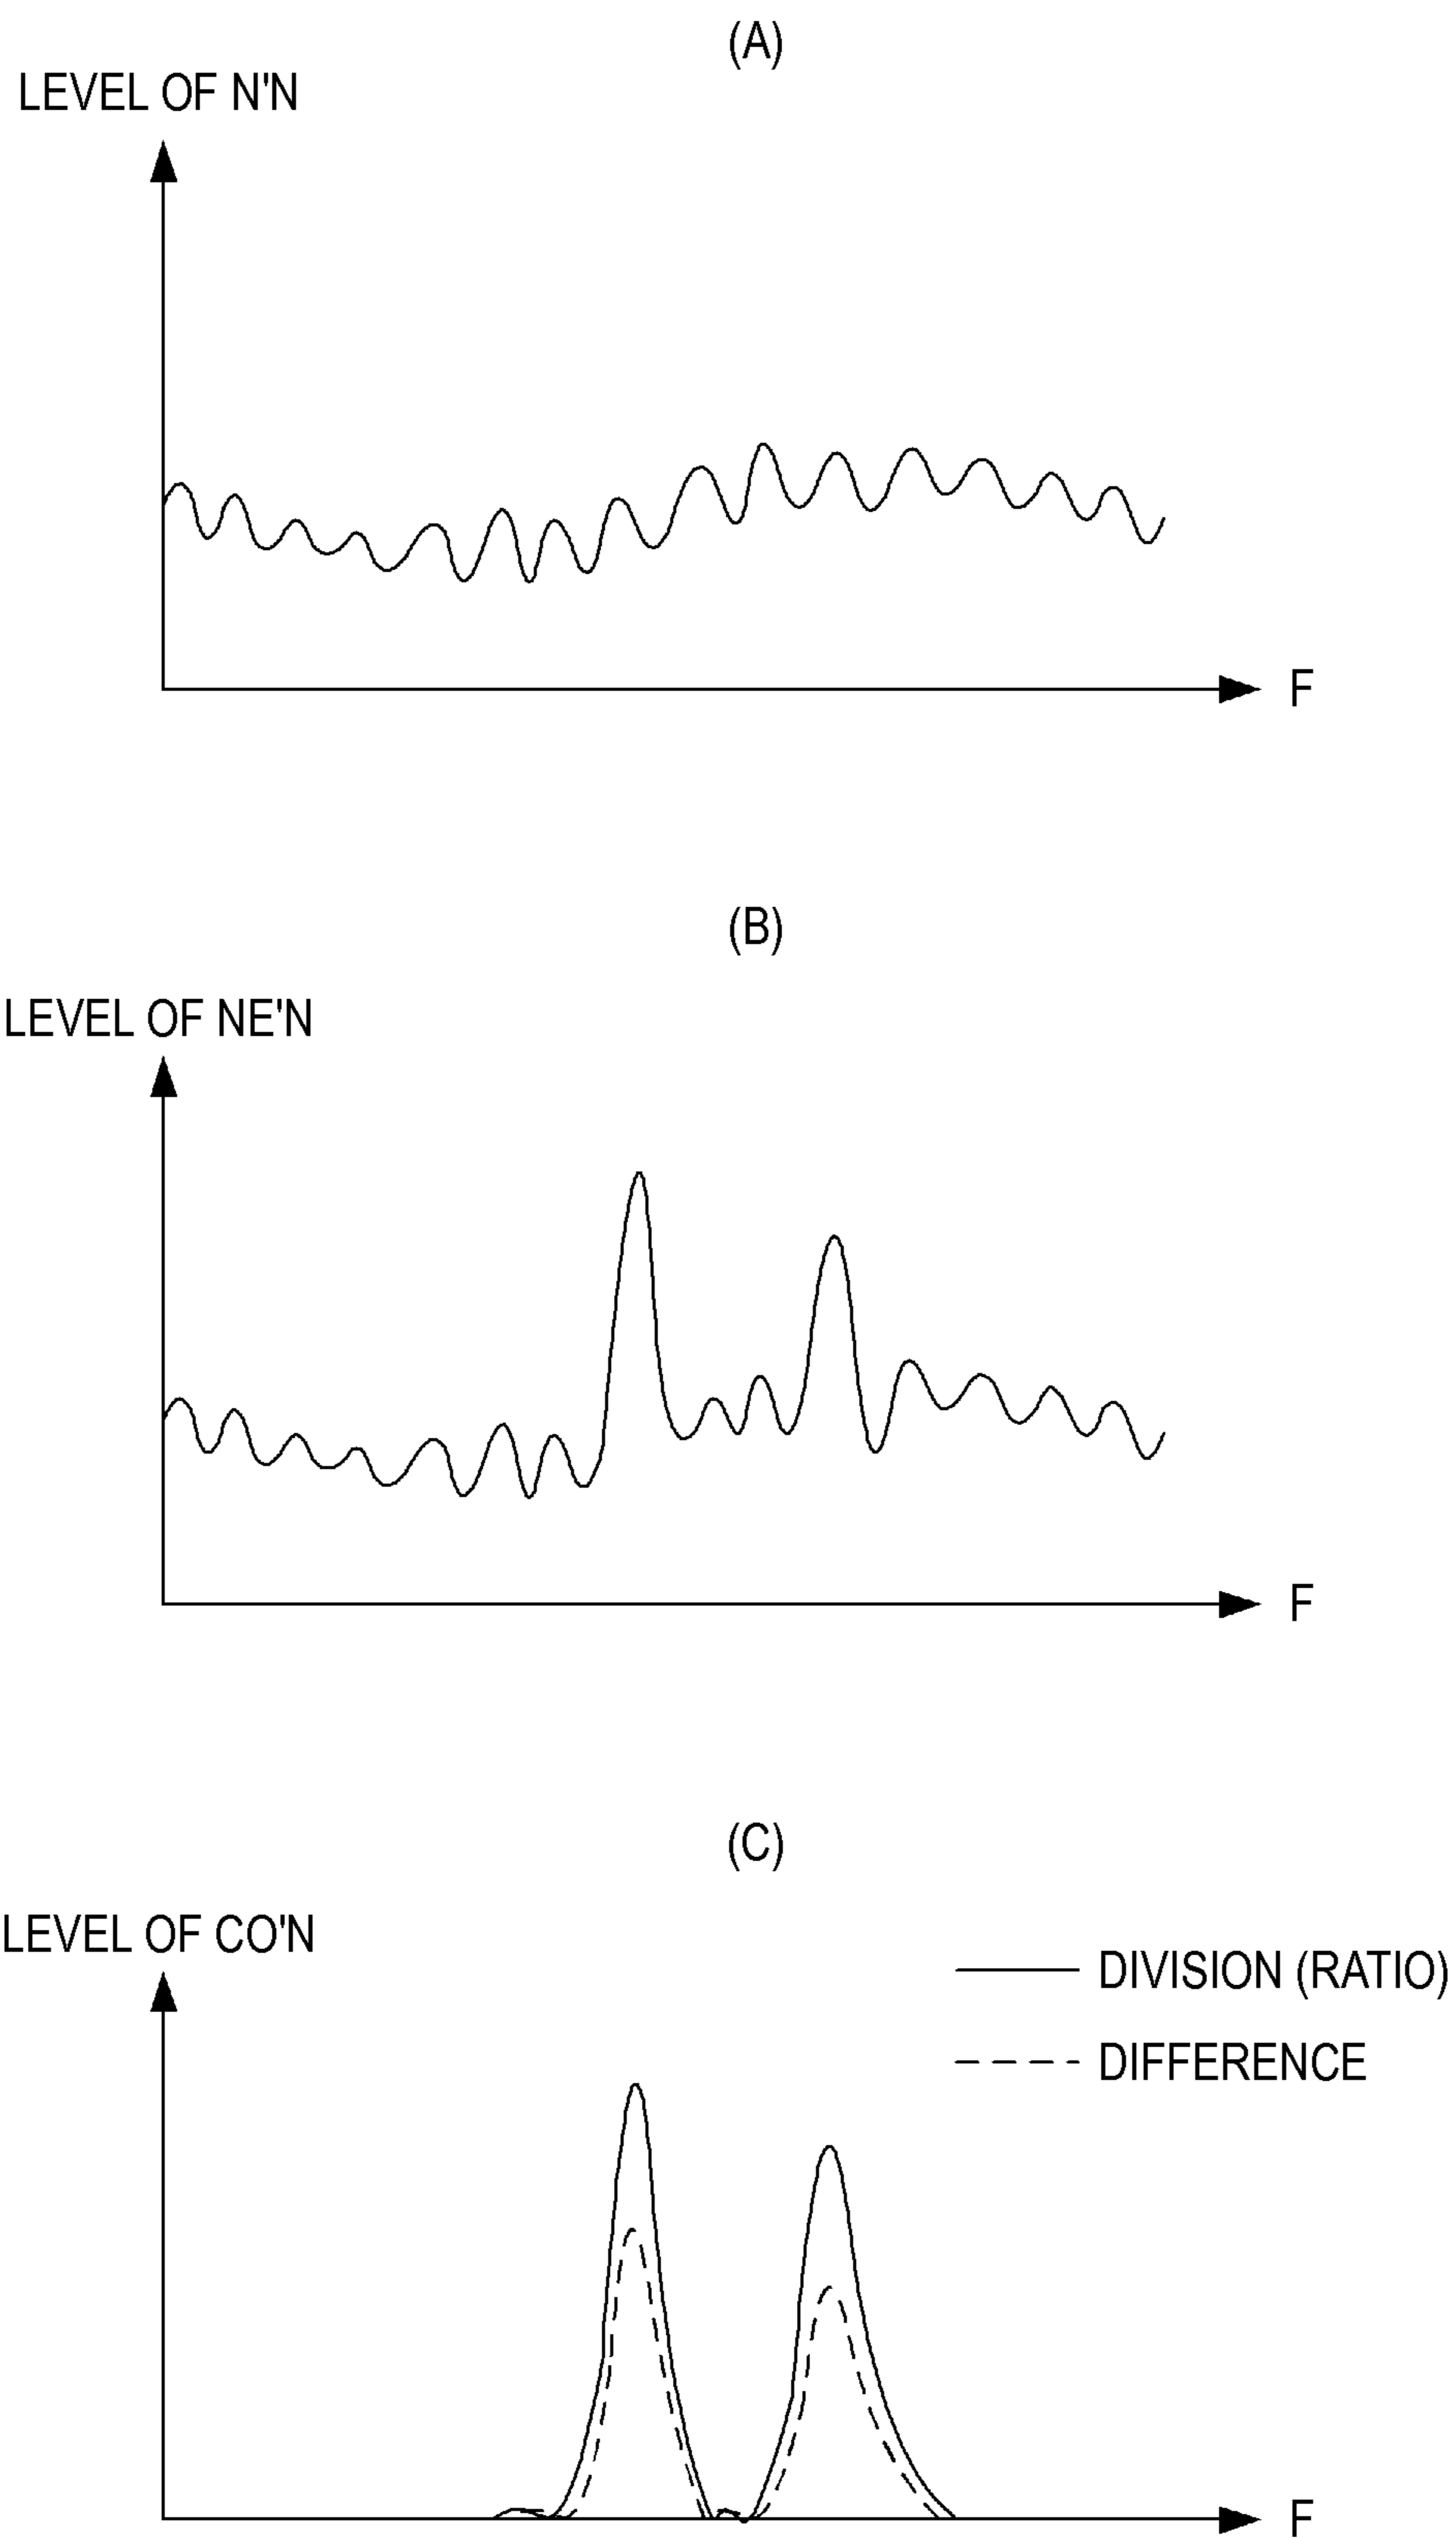 (A)
LEVEL OF N'N
F
(B)
LEVEL OF NE'N
F
(C)
LEVEL OF CO'N
DIVISION (RATIO)
DIFFERENCE
F